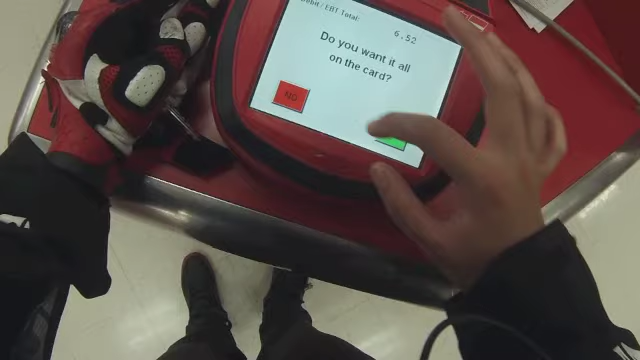 Debit / EBT Total:
6.52
Do you want it all
on the card?
NO